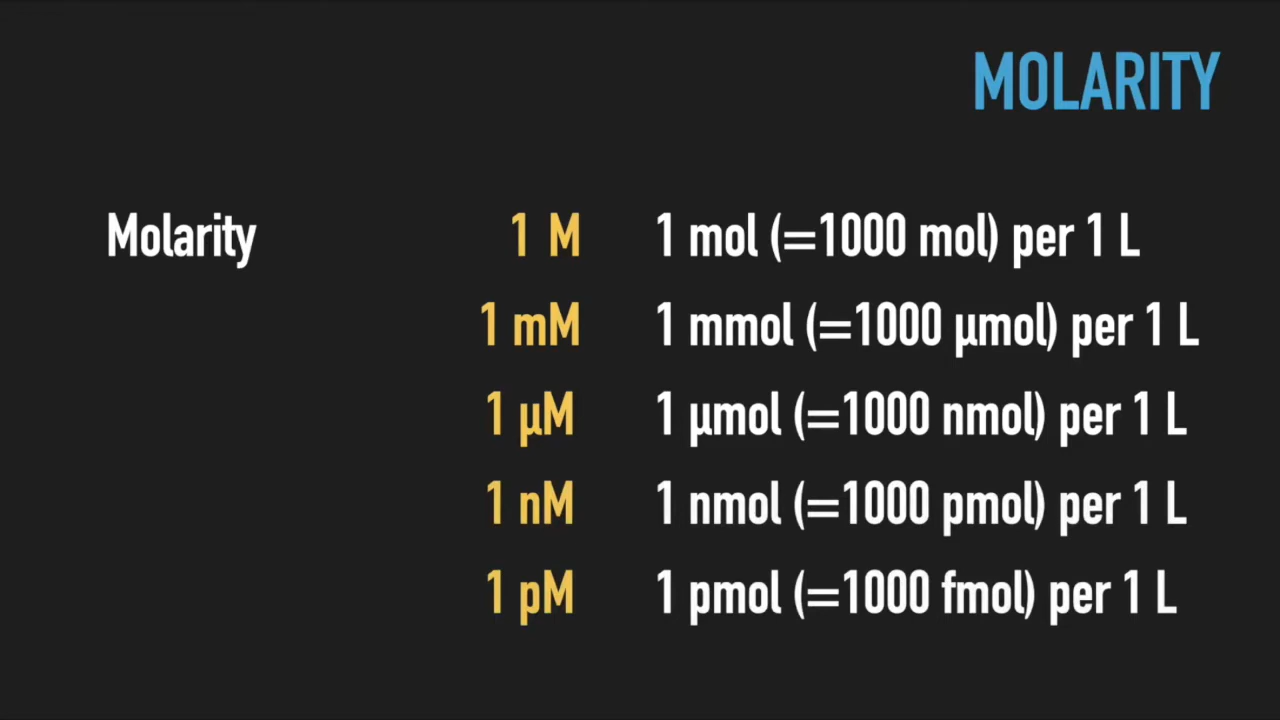 MOLARITY
Molarity 1 M 1 mol (=1000 mol) per 1 L
1 mM 1 mmol (=1000 µmol) per 1 L
1 µM 1 µmol (=1000 nmol) per 1 L
1 nM 1 nmol (=1000 pmol) per 1 L
1 pM 1 pmol (=1000 fmol) per 1 L